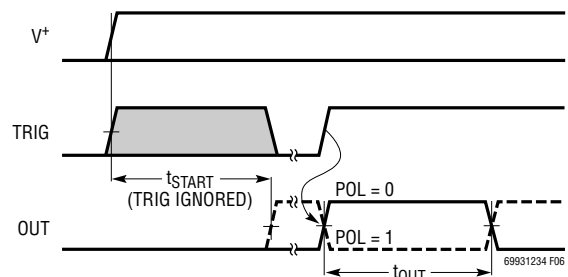 V+
TRIG
tSTART
(TRIG IGNORED)
POL = 0
OUT
POL = 1
69931234 F06
tOUT